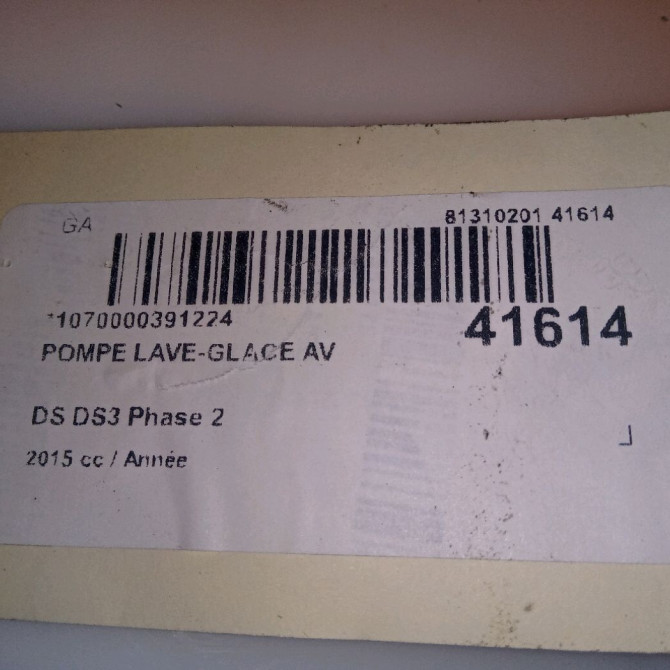 GA
81310201 41614
*1070000391224
41614
POMPE LAVE-GLACE AV
DS DS3 Phase 2
2015 cc / Année